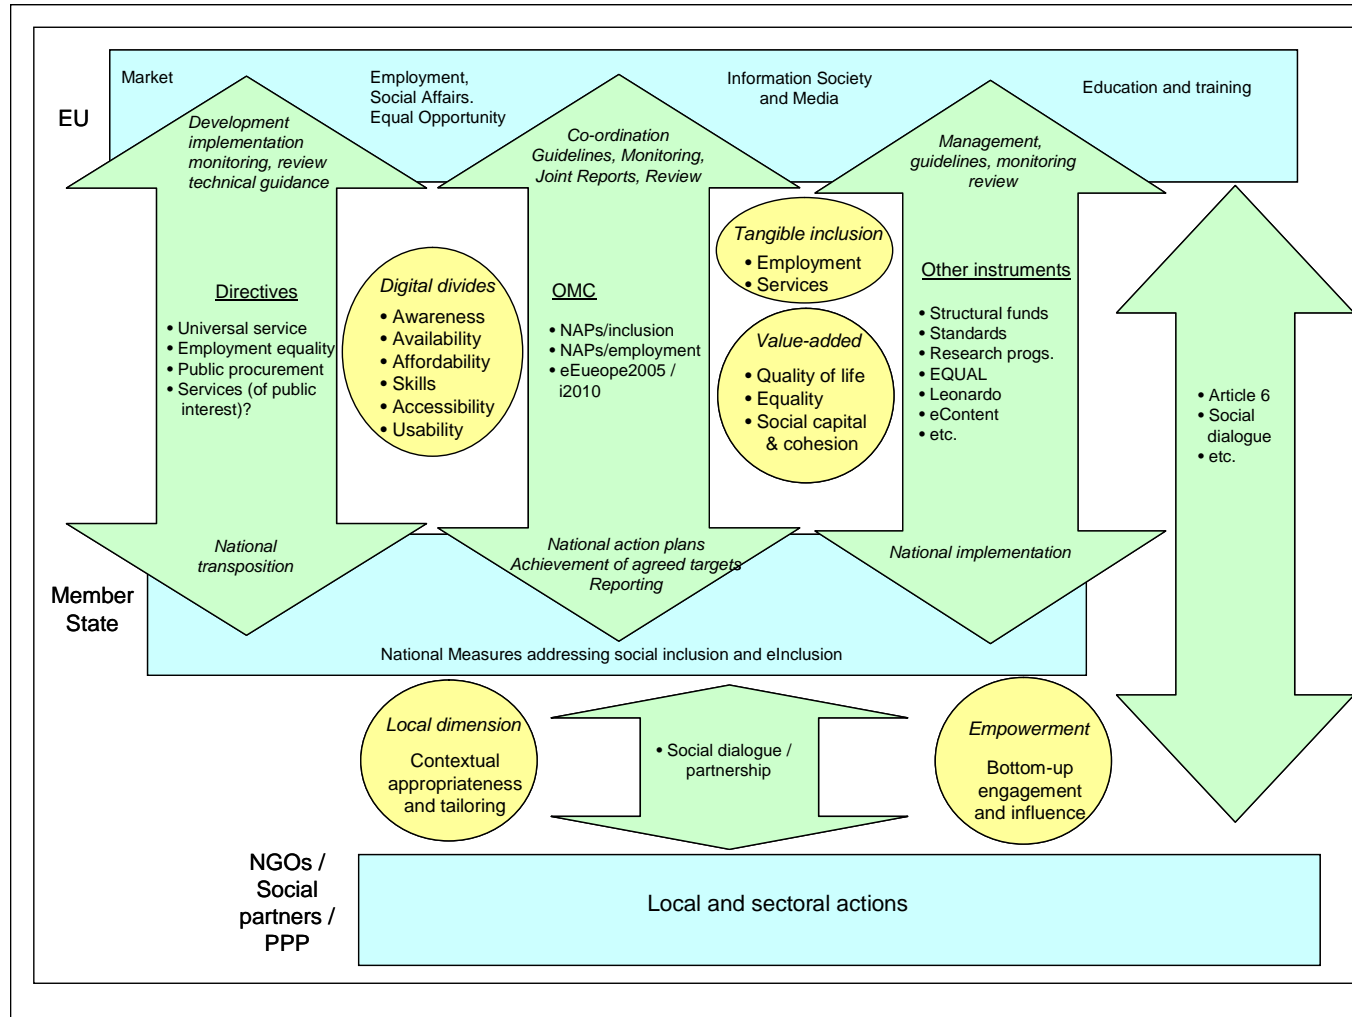 Market
Employment,
Social Affairs.
Equal Opportunity
Information Society
and Media
Education and training
EU
Development
implementation
monitoring, review
technical guidance
Co-ordination
Guidelines, Monitoring,
Joint Reports, Review
Management,
guidelines, monitoring
review
Directives
• Universal service
• Employment equality
• Public procurement
• Services (of public
interest)?
Digital divides
• Awareness
• Availability
• Affordability
• Skills
• Accessibility
• Usability
OMC
• NAPs/inclusion
• NAPs/employment
• eEueope2005 /
i2010
Tangible inclusion
• Employment
• Services
Value-added
• Quality of life
• Equality
• Social capital
& cohesion
Other instruments
• Structural funds
• Standards
• Research progs.
• EQUAL
• Leonardo
• eContent
• etc.
• Article 6
• Social
dialogue
• etc.
National
transposition
National action plans
Achievement of agreed targets
Reporting
National implementation
Member
State
National Measures addressing social inclusion and eInclusion
Local dimension
Contextual
appropriateness
and tailoring
• Social dialogue /
partnership
Empowerment
Bottom-up
engagement
and influence
NGOs /
Social
partners /
PPP
Local and sectoral actions